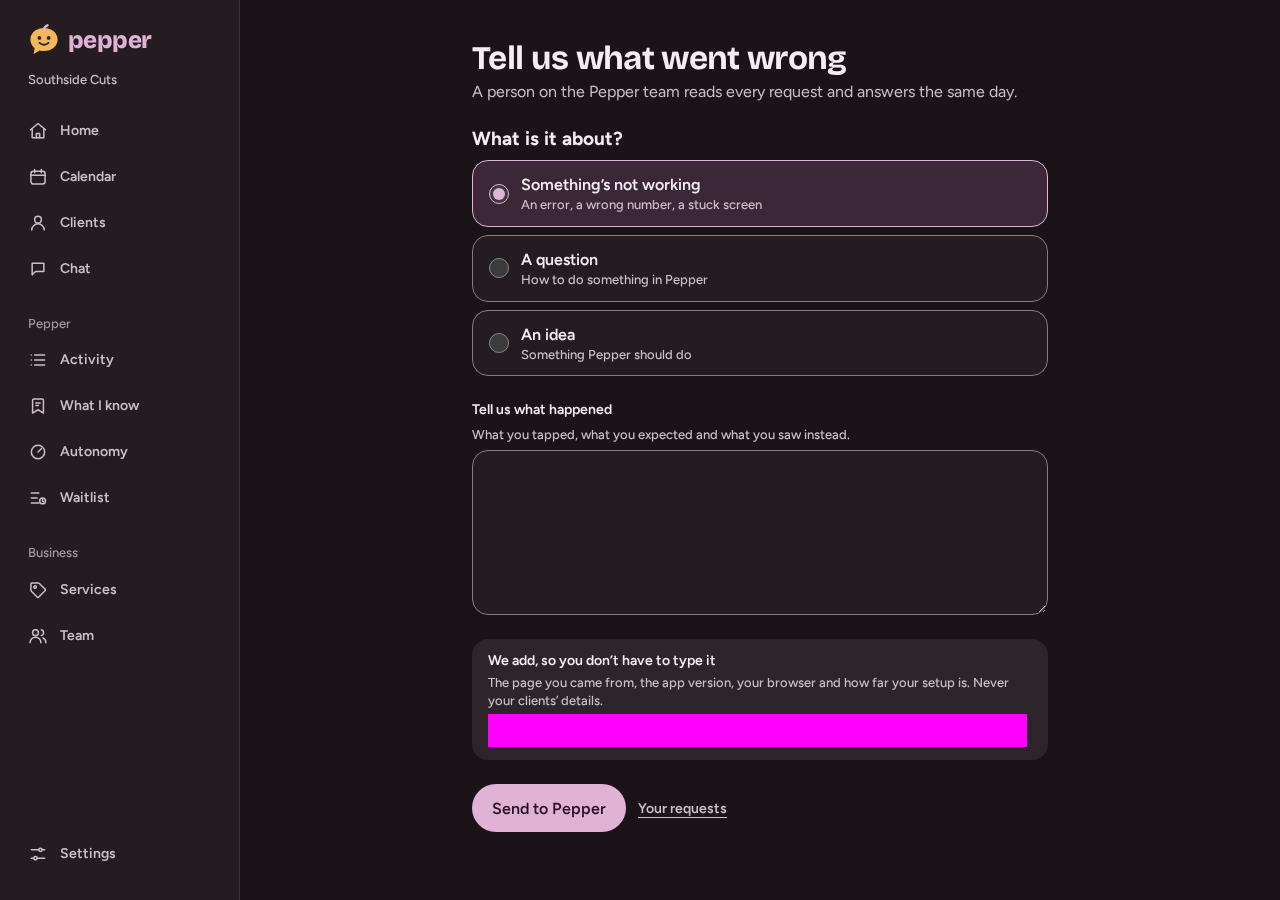 pepper
Southside Cuts
Home
Calendar
Clients
Chat
Pepper
Activity
What I know
Autonomy
Waitlist
Business
Services
Team
Settings
Tell us what went wrong
A person on the Pepper team reads every request and answers the same day.
What is it about?
Something’s not working
An error, a wrong number, a stuck screen
A question
How to do something in Pepper
An idea
Something Pepper should do
Tell us what happened
What you tapped, what you expected and what you saw instead.
We add, so you don’t have to type it
The page you came from, the app version, your browser and how far your setup is. Never
your clients’ details.
Send to Pepper
Your requests